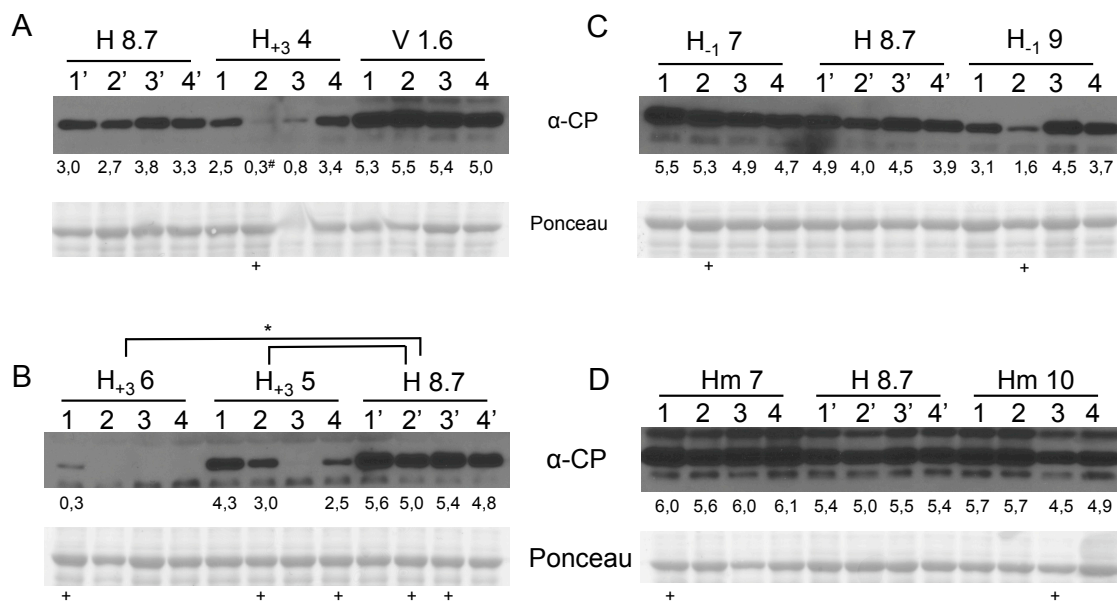 A
H 8.7 H₊₃ 4 V 1.6
1’ 2’ 3’ 4’ 1 2 3 4 1 2 3 4
α-CP
3,0 2,7 3,8 3,3 2,5 0,3# 0,8 3,4 5,3 5,5 5,4 5,0
Ponceau
+
C
H₋₁ 7 H 8.7 H₋₁ 9
1 2 3 4 1’ 2’ 3’ 4’ 1 2 3 4
5,5 5,3 4,9 4,7 4,9 4,0 4,5 3,9 3,1 1,6 4,5 3,7
+ +
*
B
H₊₃ 6 H₊₃ 5 H 8.7
1 2 3 4 1 2 3 4 1’ 2’ 3’ 4’
α-CP
0,3 4,3 3,0 2,5 5,6 5,0 5,4 4,8
Ponceau
+ + + + +
D
Hm 7 H 8.7 Hm 10
1 2 3 4 1’ 2’ 3’ 4’ 1 2 3 4
6,0 5,6 6,0 6,1 5,4 5,0 5,5 5,4 5,7 5,7 4,5 4,9
+ +